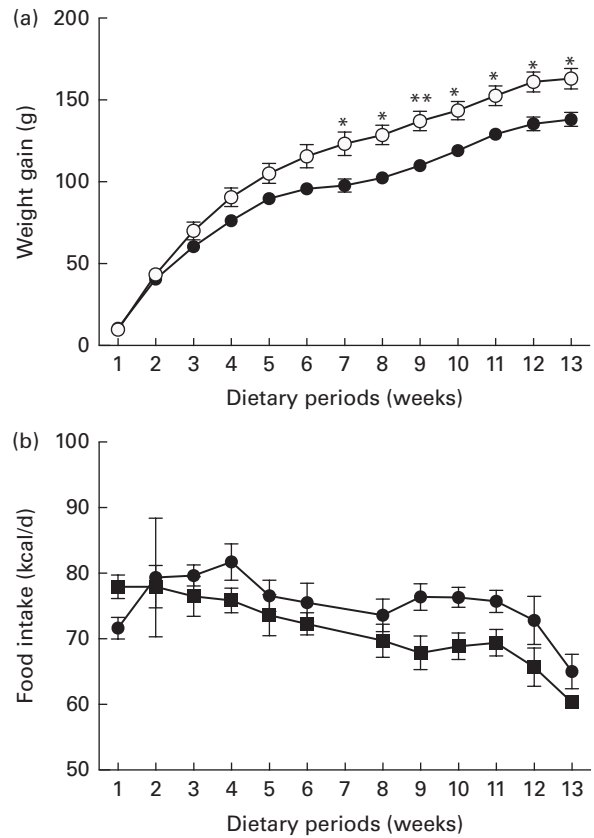 (a)
200
150
100
50
0
Weight gain (g)
* * ** * * * *
1 2 3 4 5 6 7 8 9 10 11 12 13
Dietary periods (weeks)
(b)
100
90
80
70
60
50
Food intake (kcal/d)
1 2 3 4 5 6 7 8 9 10 11 12 13
Dietary periods (weeks)